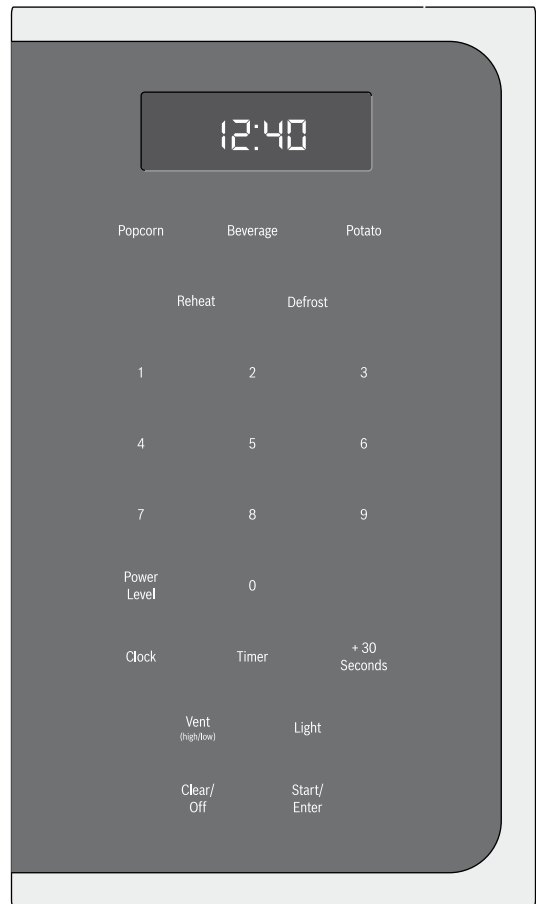 12:40
Popcorn Beverage Potato
Reheat Defrost
1 2 3
4 5 6
7 8 9
Power
Level
0
Clock Timer
+ 30
Seconds
Vent
(high/low)
Light
Clear/
Off
Start/
Enter